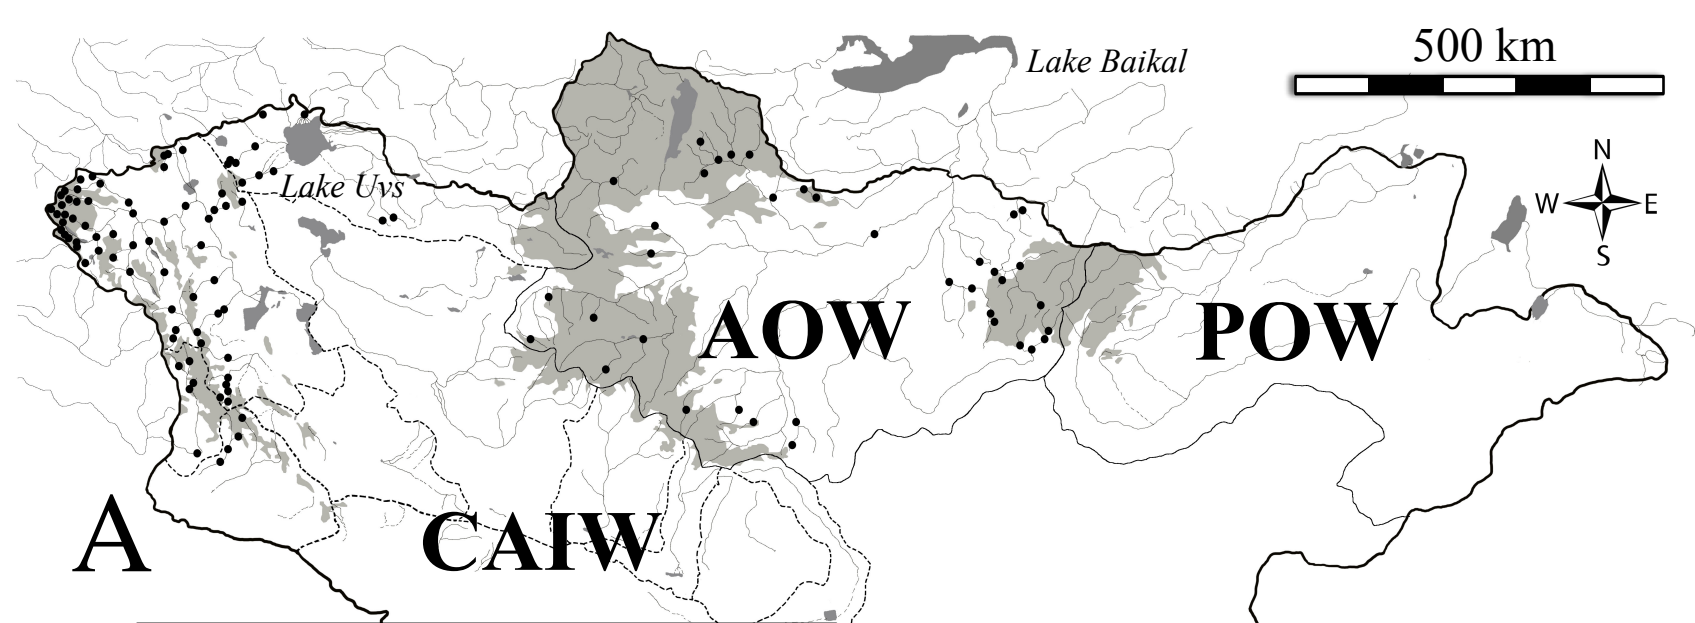 500 km
Lake Baikal
N
W E
S
Lake Uvs
AOW
POW
A
CAIW